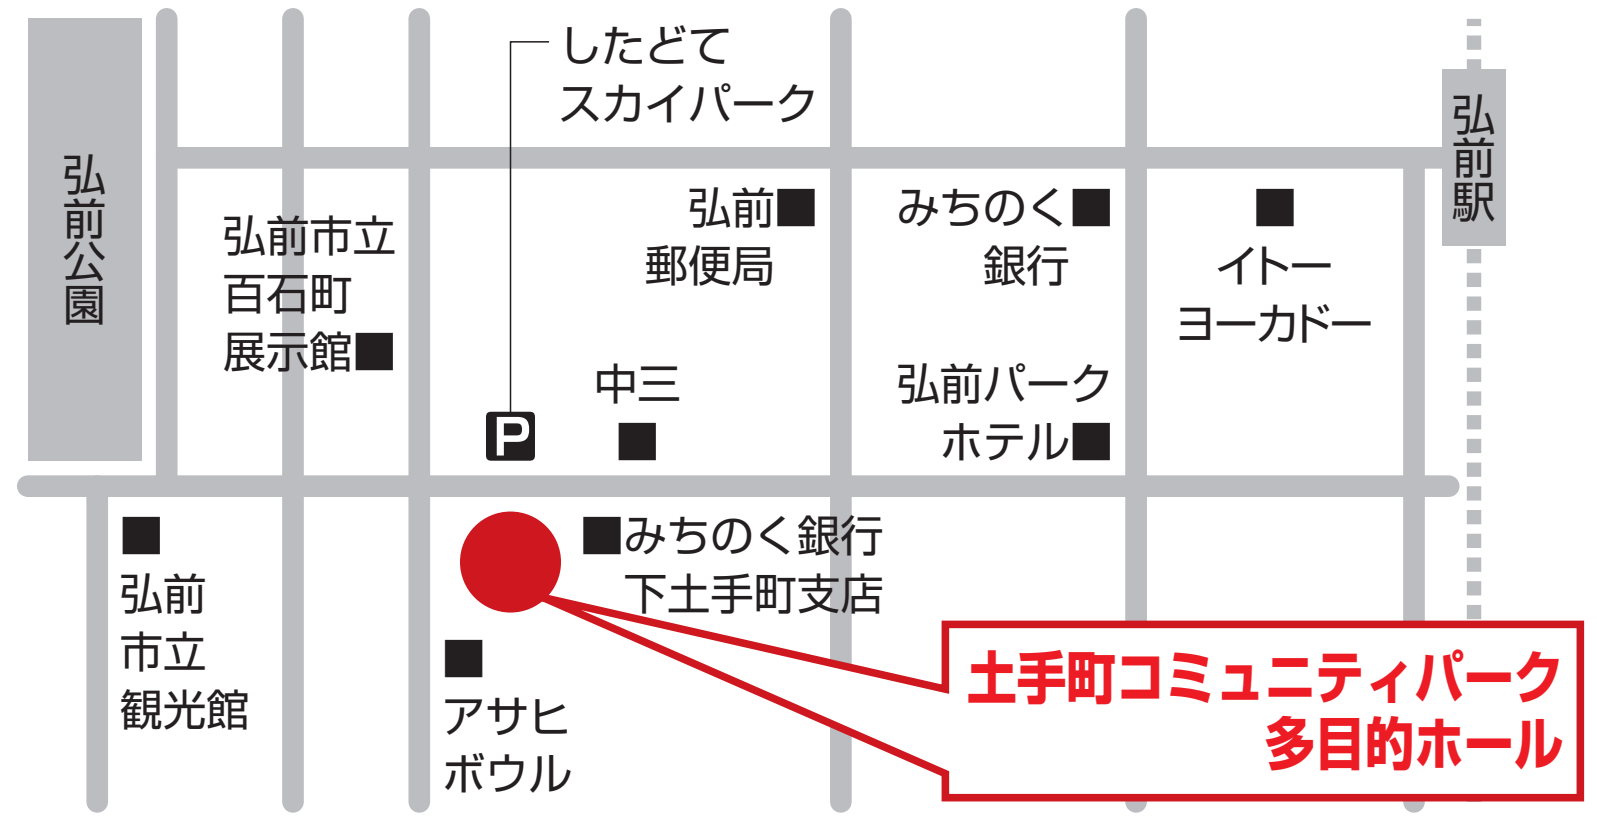 したどて
スカイパーク
弘前公園
弘前駅
弘前市立
百石町
展示館
弘前
郵便局
みちのく
銀行
イトー
ヨーカドー
中三
P
弘前パーク
ホテル
弘前
市立
観光館
みちのく銀行
下土手町支店
アサヒ
ボウル
土手町コミュニティパーク
多目的ホール